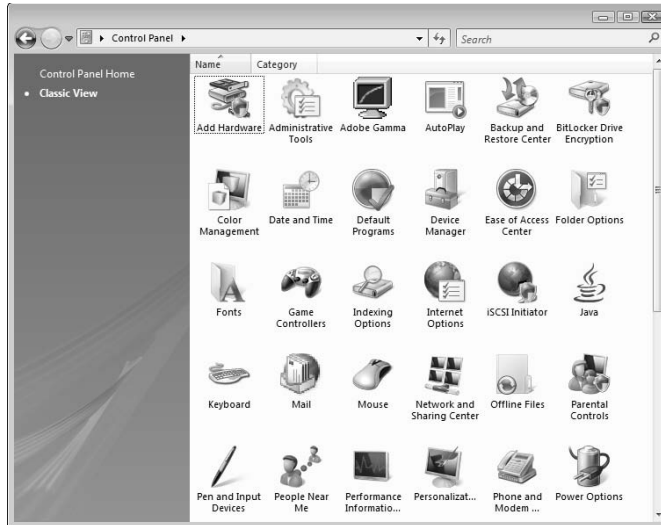 Control Panel
Search
Control Panel Home
Classic View
Name Category
Add Hardware
Administrative
Tools
Adobe Gamma
AutoPlay
Backup and
Restore Center
BitLocker Drive
Encryption
Color
Management
Date and Time
Default
Programs
Device
Manager
Ease of Access
Center
Folder Options
Fonts
Game
Controllers
Indexing
Options
Internet
Options
iSCSI Initiator
Java
Keyboard
Mail
Mouse
Network and
Sharing Center
Offline Files
Parental
Controls
Pen and Input
Devices
People Near
Me
Performance
Informatio...
Personalizat...
Phone and
Modem ...
Power Options